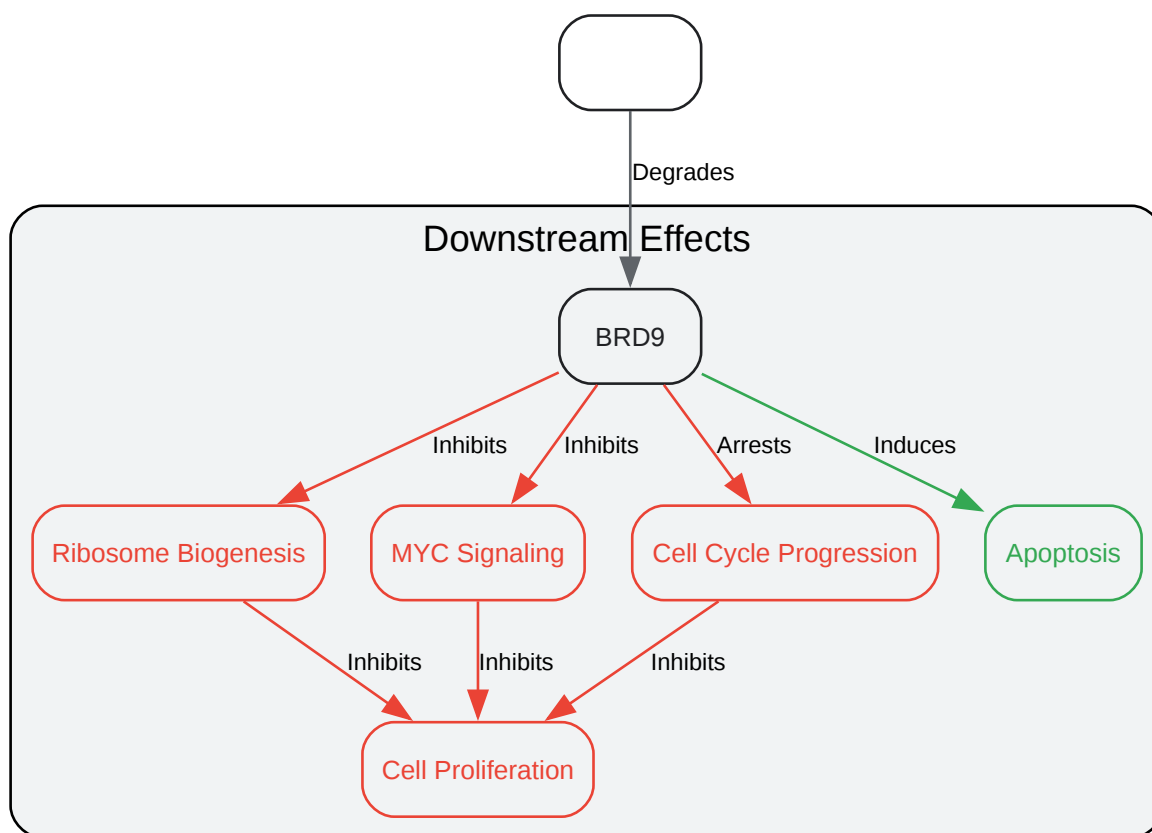 Degrades
Downstream Effects
BRD9
Inhibits
Inhibits
Arrests
Induces
Ribosome Biogenesis
MYC Signaling
Cell Cycle Progression
Apoptosis
Inhibits
Inhibits
Inhibits
Cell Proliferation